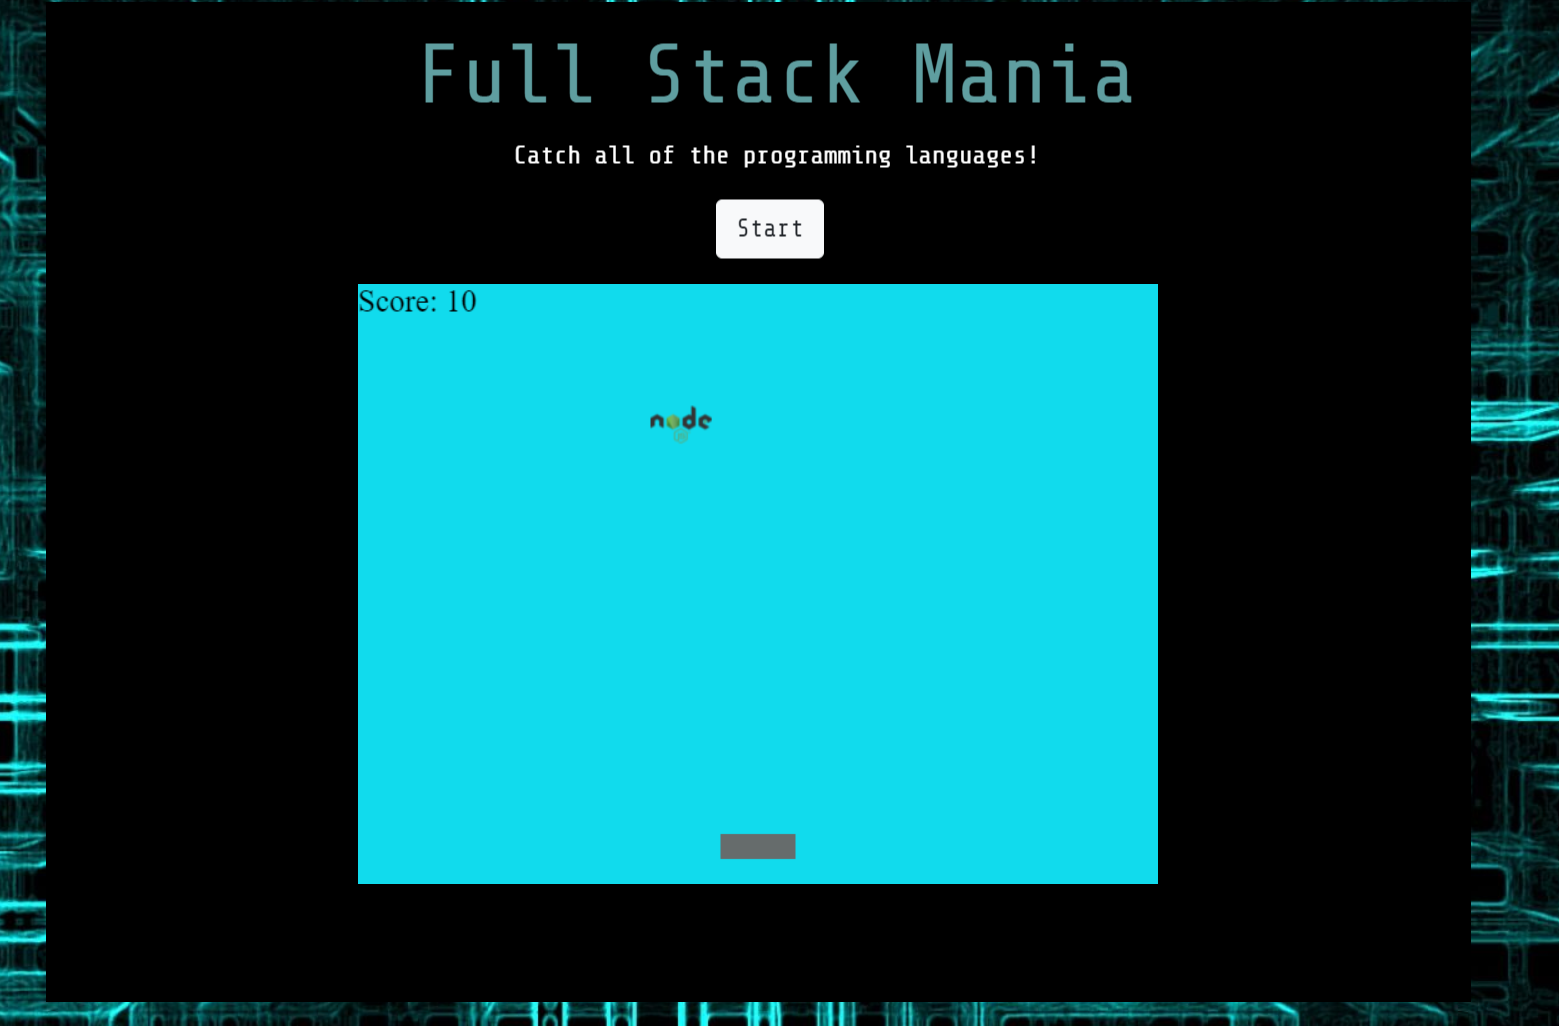 Full Stack Mania
Catch all of the programming languages!
Start
Score: 10
node